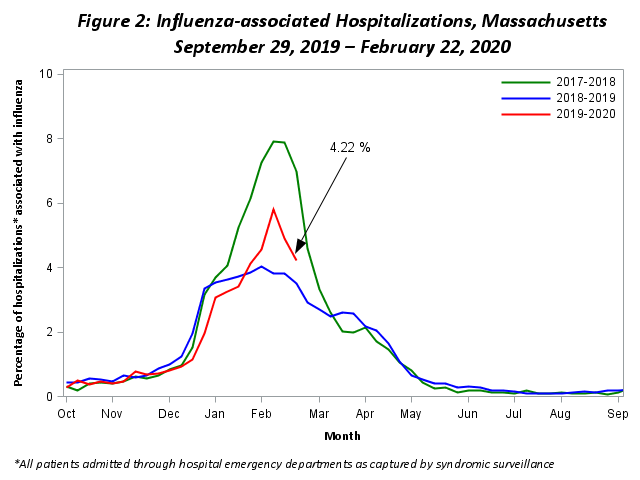 Figure 2: Influenza-associated Hospitalizations, Massachusetts
September 29, 2019 – February 22, 2020
Percentage of hospitalizations* associated with influenza
10
8
6
4
2
0
2017-2018
2018-2019
2019-2020
4.22 %
Oct Nov Dec Jan Feb Mar Apr May Jun Jul Aug Sep
Month
*All patients admitted through hospital emergency departments as captured by syndromic surveillance